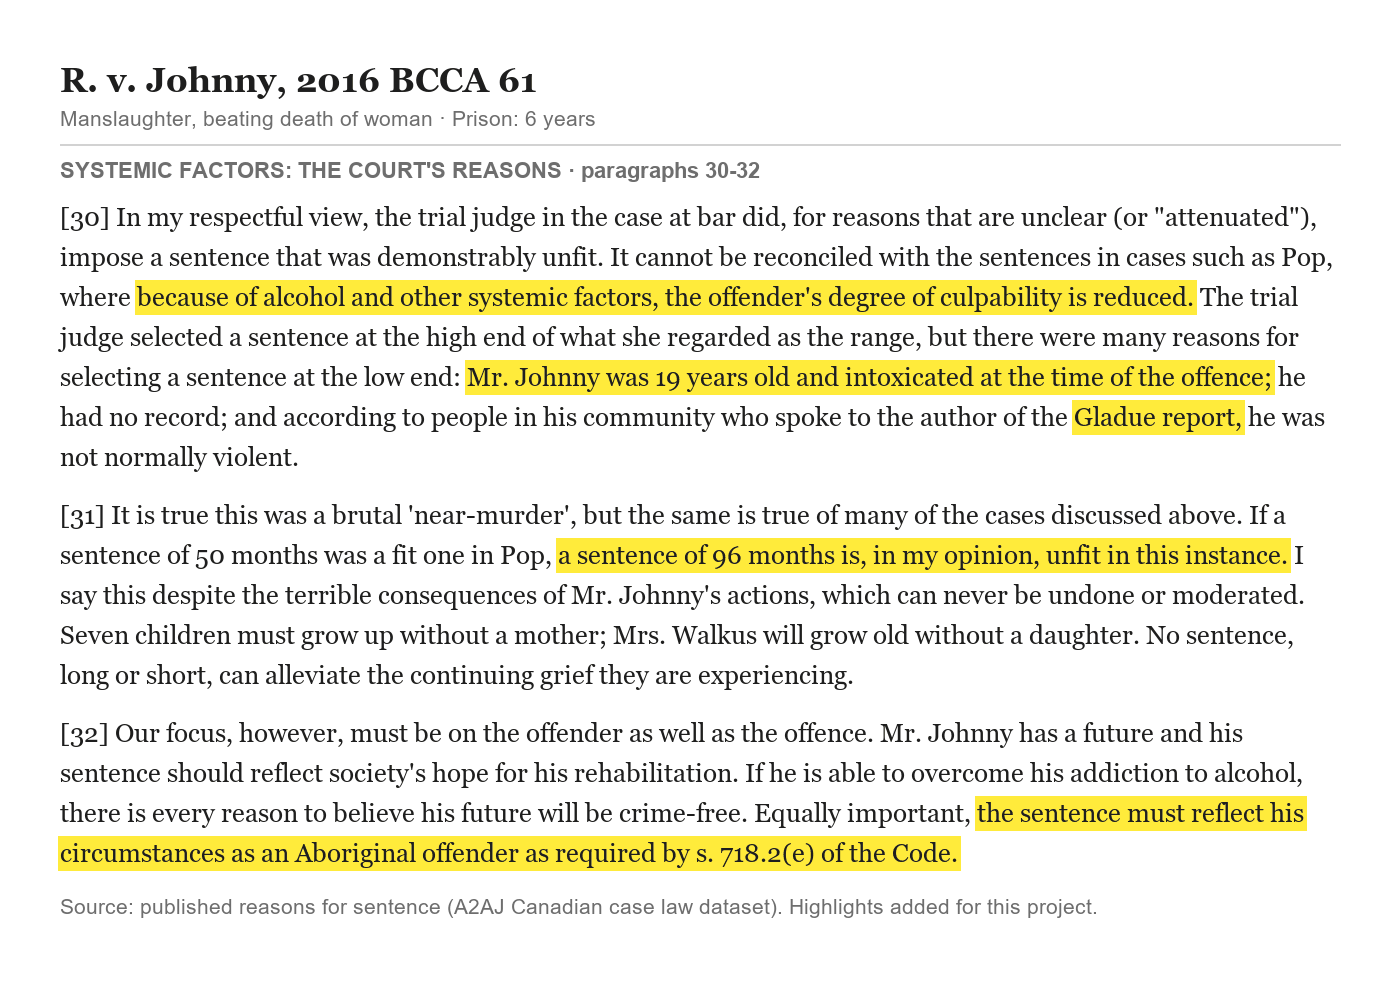 R. v. Johnny, 2016 BCCA 61
Manslaughter, beating death of woman · Prison: 6 years
SYSTEMIC FACTORS: THE COURT'S REASONS · paragraphs 30-32
[30] In my respectful view, the trial judge in the case at bar did, for reasons that are unclear (or "attenuated"),
impose a sentence that was demonstrably unfit. It cannot be reconciled with the sentences in cases such as Pop,
where because of alcohol and other systemic factors, the offender's degree of culpability is reduced. The trial
judge selected a sentence at the high end of what she regarded as the range, but there were many reasons for
selecting a sentence at the low end: Mr. Johnny was 19 years old and intoxicated at the time of the offence; he
had no record; and according to people in his community who spoke to the author of the Gladue report, he was
not normally violent.
[31] It is true this was a brutal 'near-murder', but the same is true of many of the cases discussed above. If a
sentence of 50 months was a fit one in Pop, a sentence of 96 months is, in my opinion, unfit in this instance. I
say this despite the terrible consequences of Mr. Johnny's actions, which can never be undone or moderated.
Seven children must grow up without a mother; Mrs. Walkus will grow old without a daughter. No sentence,
long or short, can alleviate the continuing grief they are experiencing.
[32] Our focus, however, must be on the offender as well as the offence. Mr. Johnny has a future and his
sentence should reflect society's hope for his rehabilitation. If he is able to overcome his addiction to alcohol,
there is every reason to believe his future will be crime-free. Equally important, the sentence must reflect his
circumstances as an Aboriginal offender as required by s. 718.2(e) of the Code.
Source: published reasons for sentence (A2AJ Canadian case law dataset). Highlights added for this project.